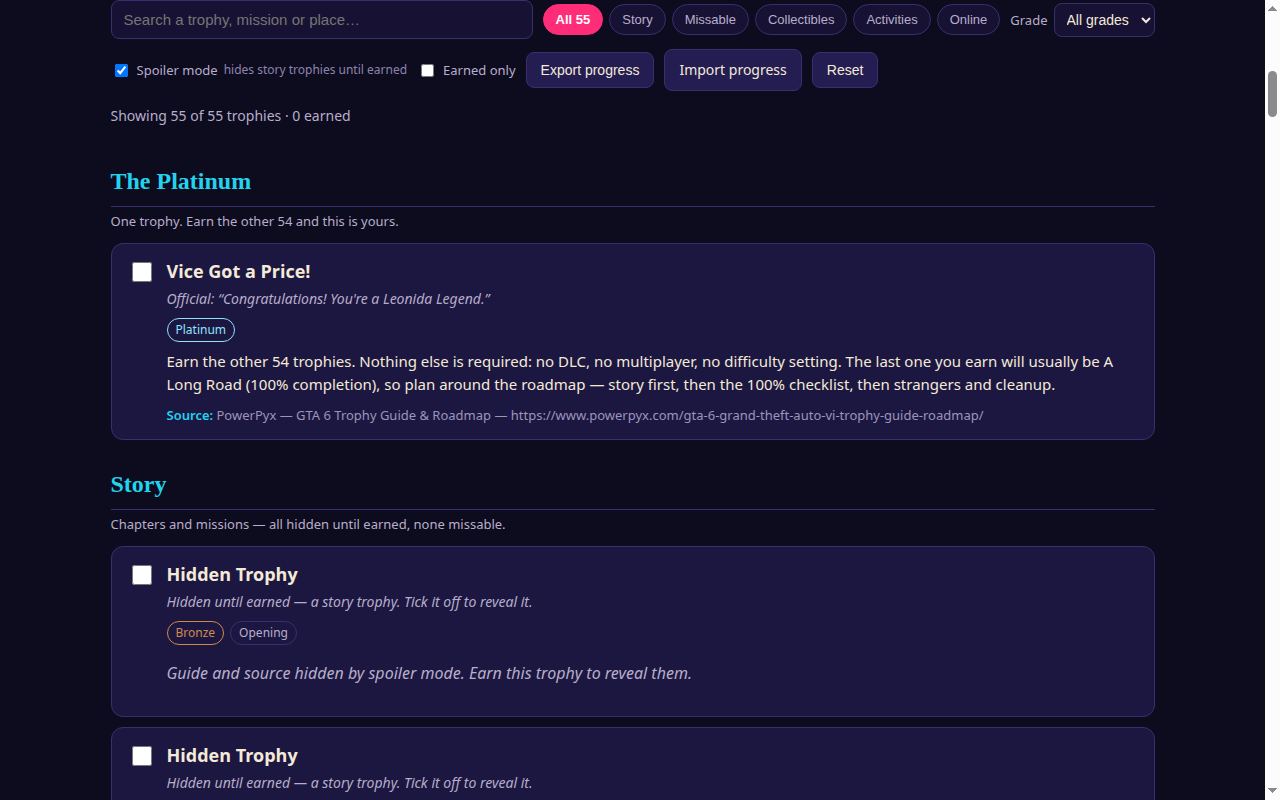 Search a trophy, mission or place…
All 55
Story
Missable
Collectibles
Activities
Online
Grade
All grades
Spoiler mode hides story trophies until earned
Earned only
Export progress
Import progress
Reset
Showing 55 of 55 trophies · 0 earned
The Platinum
One trophy. Earn the other 54 and this is yours.
Vice Got a Price!
Official: “Congratulations! You're a Leonida Legend.”
Platinum
Earn the other 54 trophies. Nothing else is required: no DLC, no multiplayer, no difficulty setting. The last one you earn will usually be A
Long Road (100% completion), so plan around the roadmap — story first, then the 100% checklist, then strangers and cleanup.
Source: PowerPyx — GTA 6 Trophy Guide & Roadmap — https://www.powerpyx.com/gta-6-grand-theft-auto-vi-trophy-guide-roadmap/
Story
Chapters and missions — all hidden until earned, none missable.
Hidden Trophy
Hidden until earned — a story trophy. Tick it off to reveal it.
Bronze
Opening
Guide and source hidden by spoiler mode. Earn this trophy to reveal them.
Hidden Trophy
Hidden until earned — a story trophy. Tick it off to reveal it.